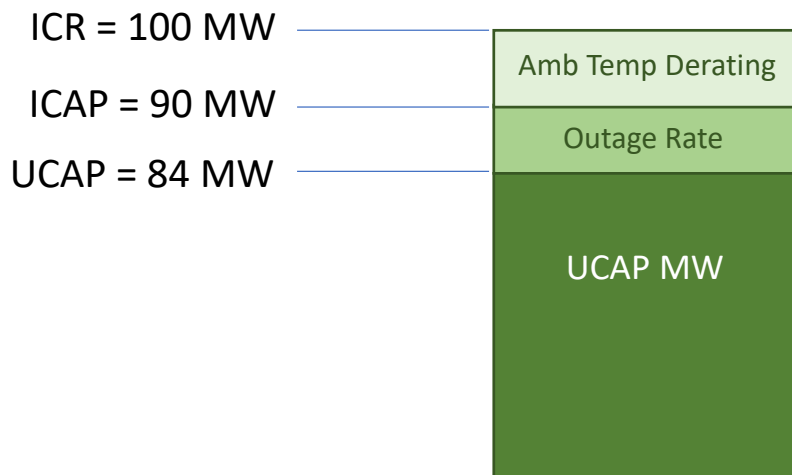 ICR = 100 MW
Amb Temp Derating
ICAP = 90 MW
Outage Rate
UCAP = 84 MW
UCAP MW